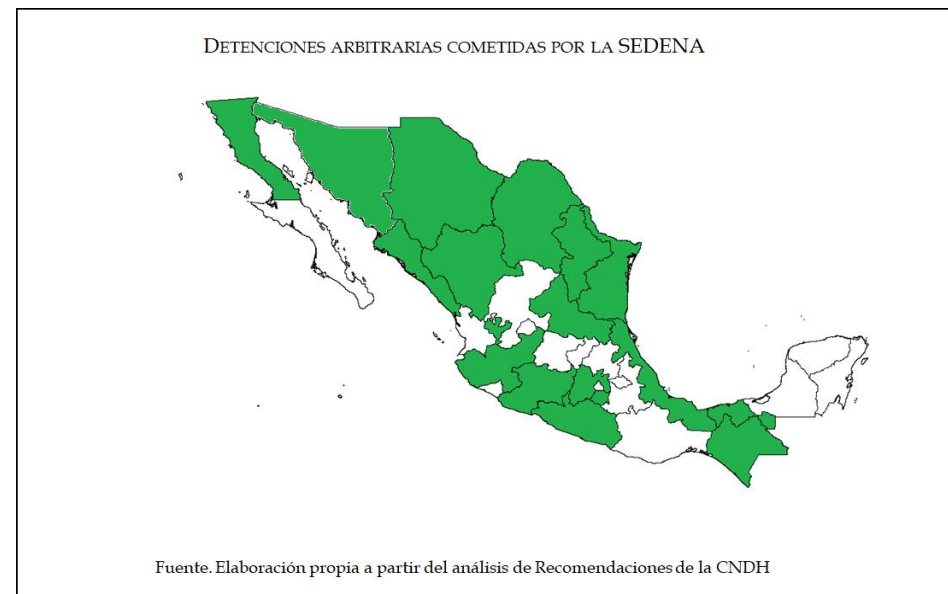 DETENCIONES ARBITRARIAS COMETIDAS POR LA SEDENA
Fuente. Elaboración propia a partir del análisis de Recomendaciones de la CNDH